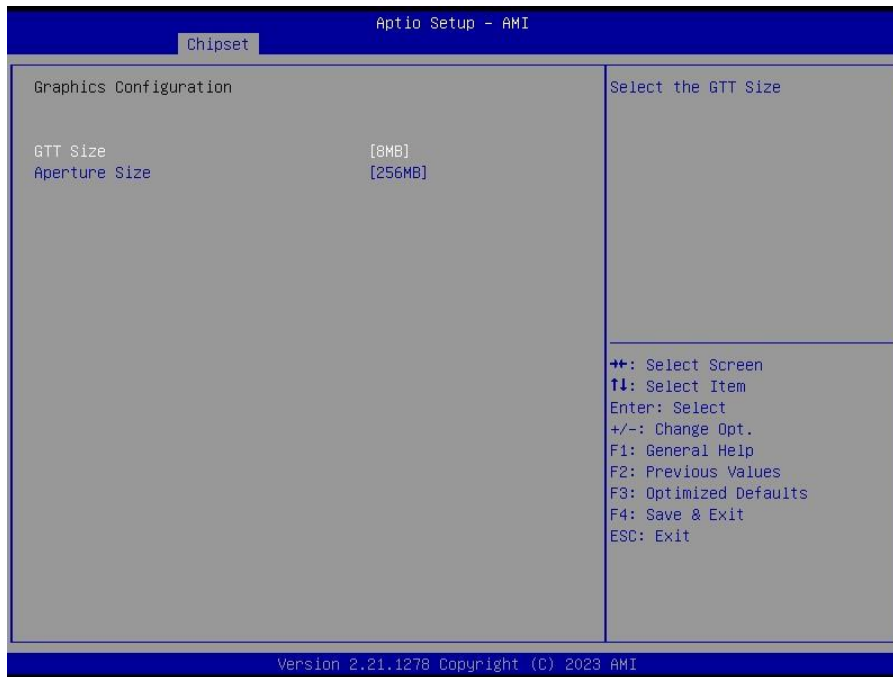 Aptio Setup – AMI
Chipset
Graphics Configuration
GTT Size [8MB]
Aperture Size [256MB]
Select the GTT Size
→←: Select Screen
↑↓: Select Item
Enter: Select
+/-: Change Opt.
F1: General Help
F2: Previous Values
F3: Optimized Defaults
F4: Save & Exit
ESC: Exit
Version 2.21.1278 Copyright (C) 2023 AMI